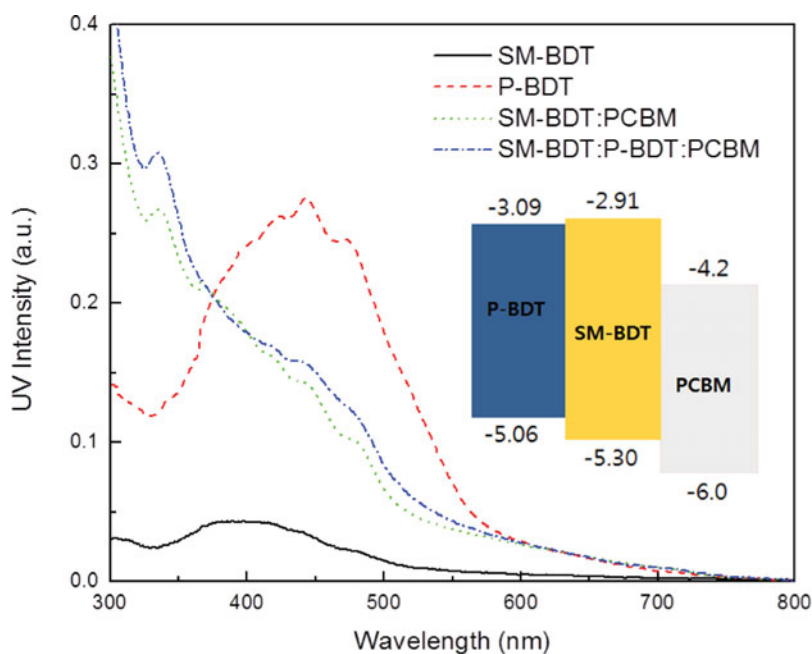 0.4
0.3
0.2
0.1
0.0
UV Intensity (a.u.)
SM-BDT
P-BDT
SM-BDT:PCBM
SM-BDT:P-BDT:PCBM
-3.09
-2.91
-4.2
P-BDT
SM-BDT
PCBM
-5.06
-5.30
-6.0
300 400 500 600 700 800
Wavelength (nm)